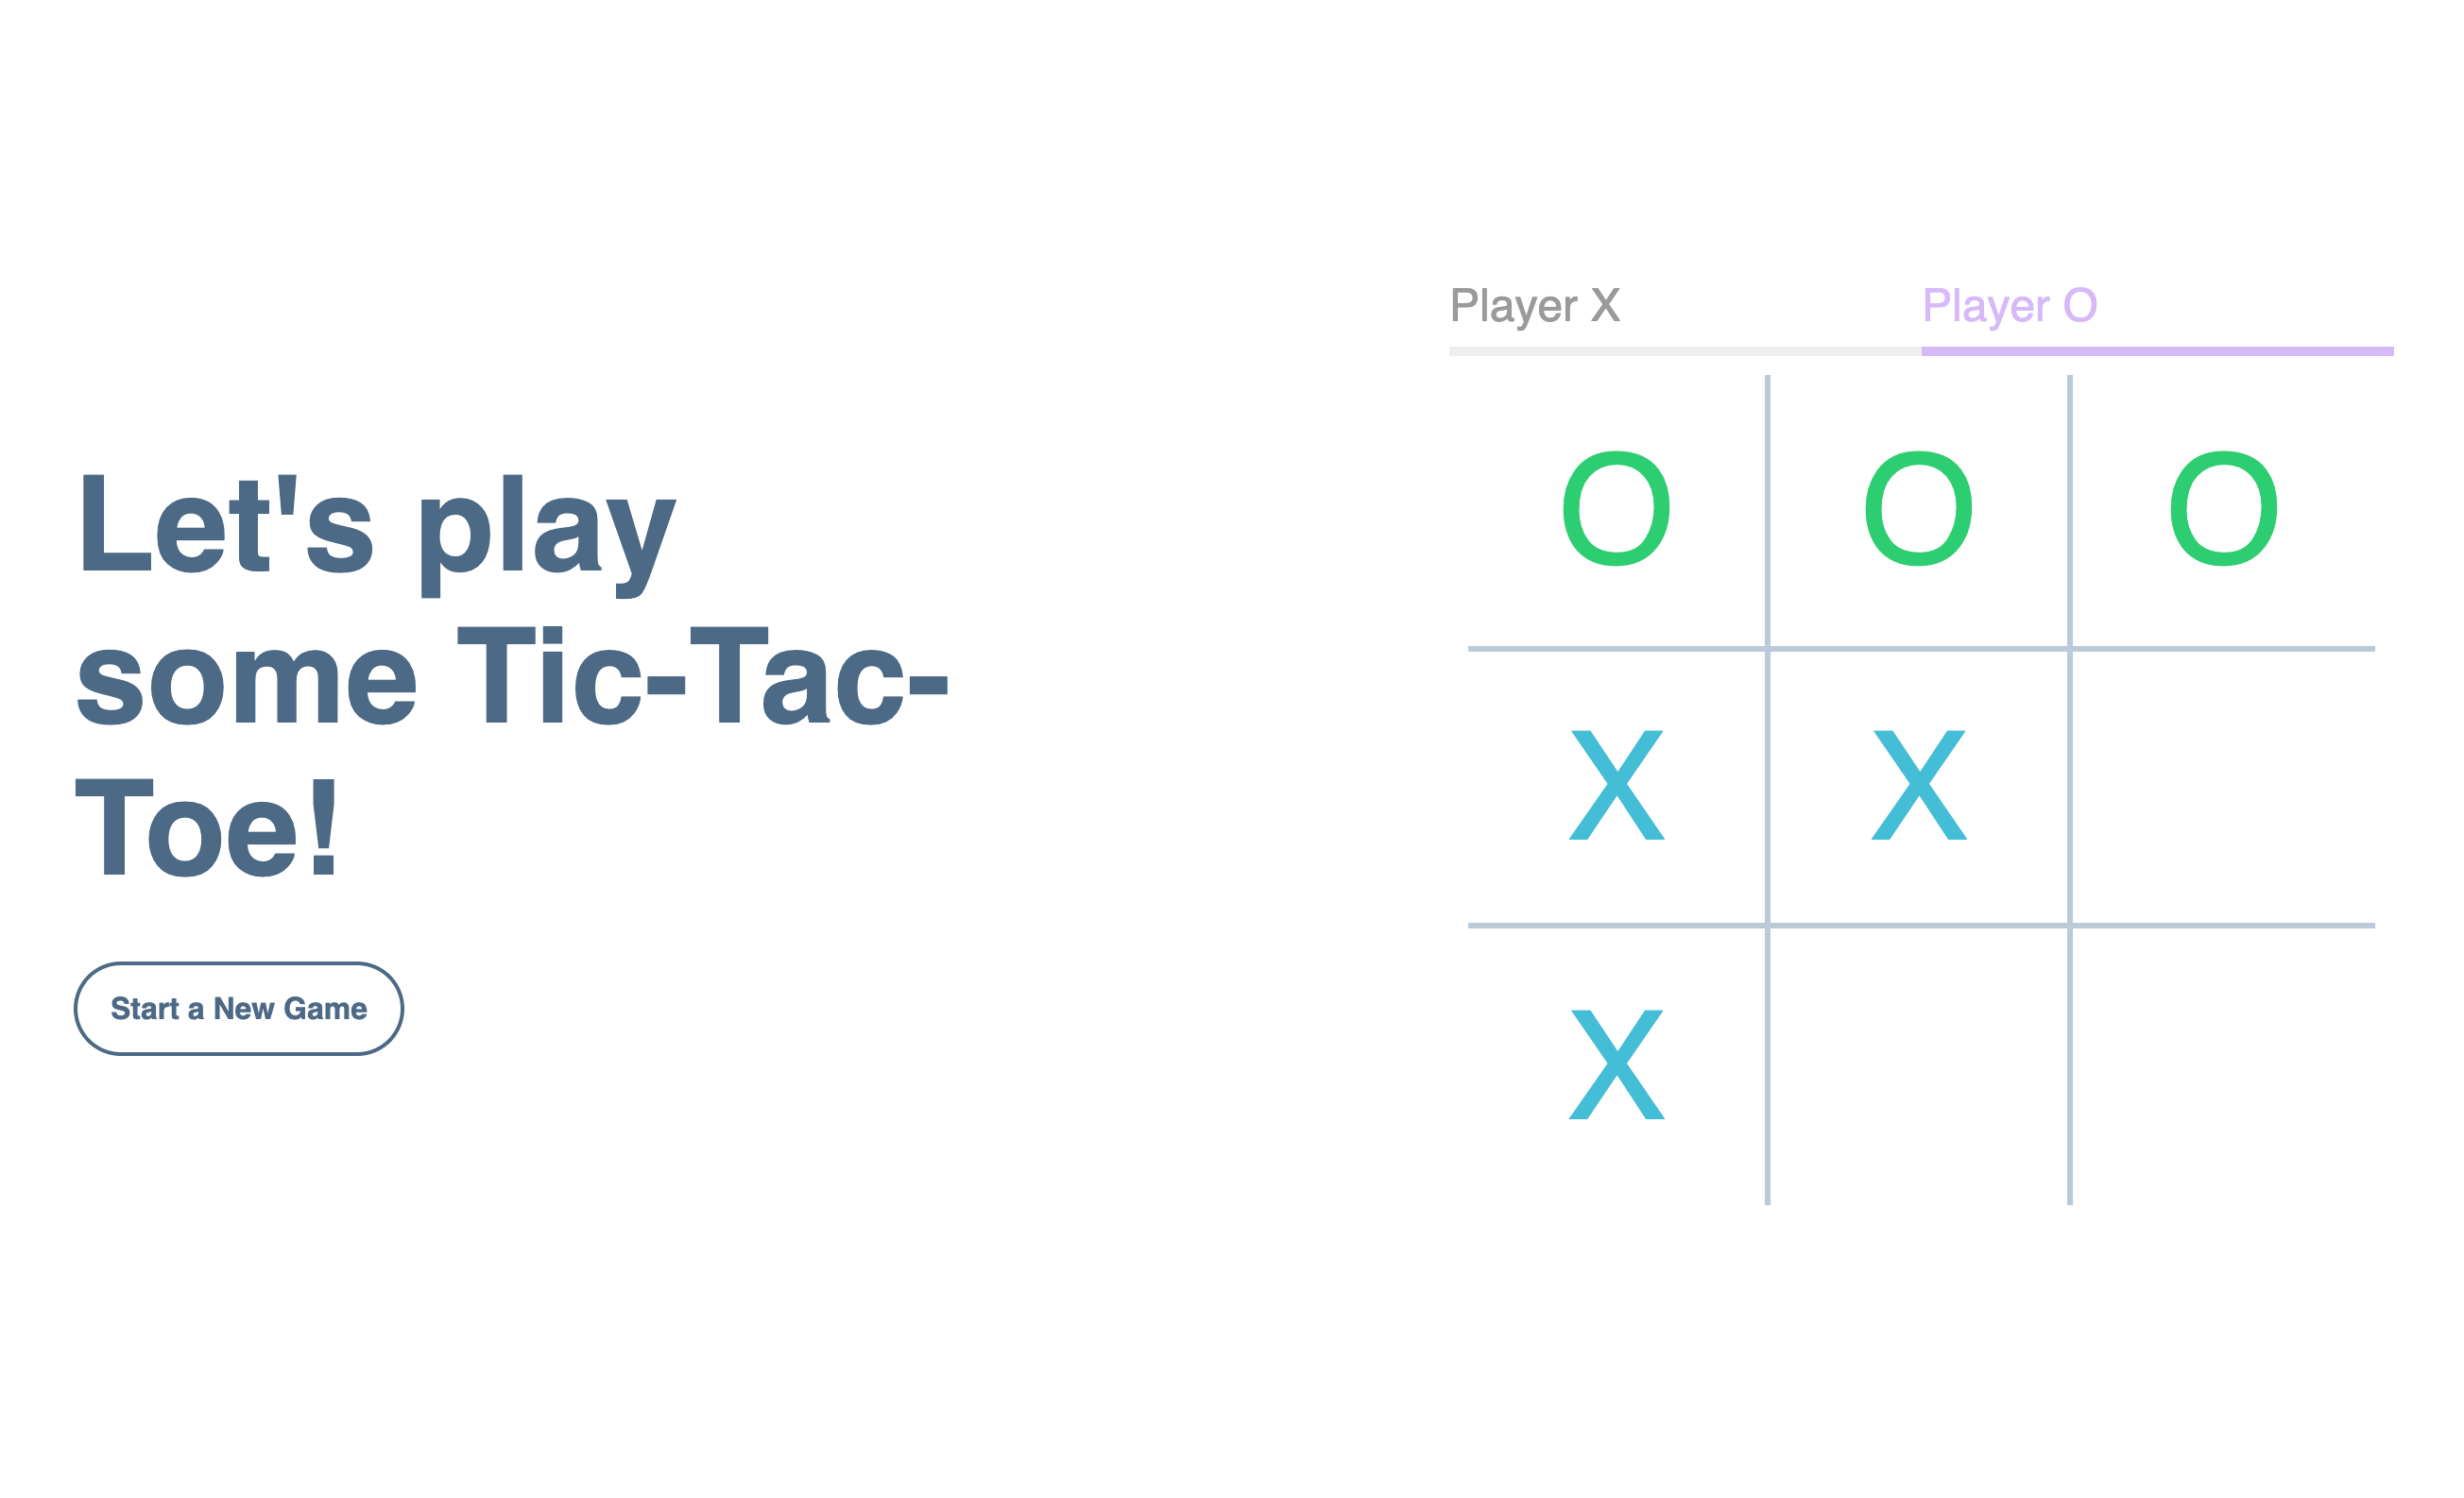 Let's play
some Tic-Tac-
Toe!
Start a New Game
Player X Player O
O O O
X X
X